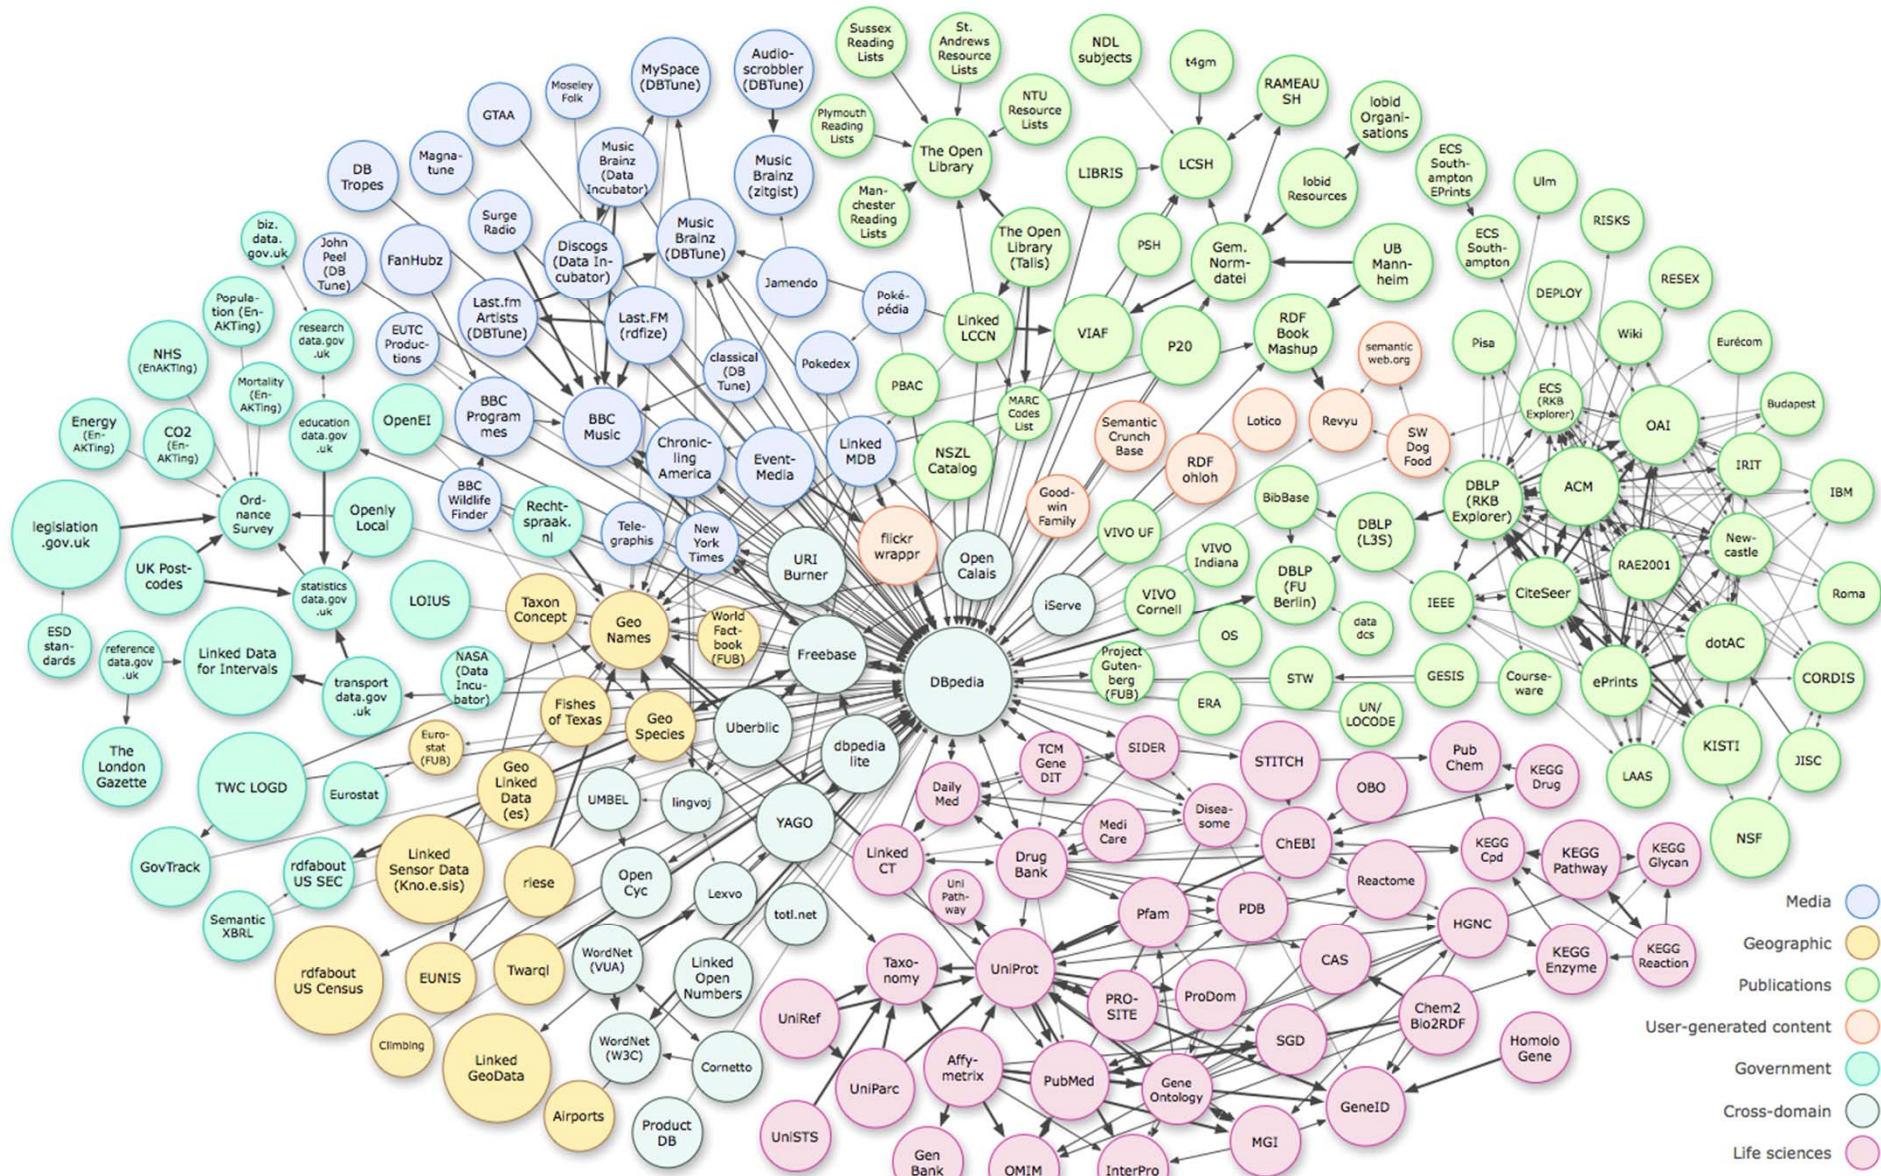 Sussex
Reading
Lists
St.
Andrews
Resource
Lists
NDL
subjects
t4gm
RAMEAU
SH
lobid
Organi-
sations
MySpace
(DBTune)
Audio-
scrobbler
(DBTune)
Moseley
Folk
GTAA
Plymouth
Reading
Lists
NTU
Resource
Lists
The Open
Library
Man-
chester
Reading
Lists
LIBRIS
LCSH
lobid
Resources
ECS
South-
ampton
EPrints
Ulm
RISKS
DB
Tropes
Magna-
tune
Music
Brainz
(Data
Incubator)
Music
Brainz
(zitgist)
Surge
Radio
Discogs
(Data In-
cubator)
Music
Brainz
(DBTune)
The Open
Library
(Talis)
PSH
Gem.
Norm-
datei
UB
Mann-
heim
ECS
South-
ampton
RESEX
biz.
data.
gov.uk
John
Peel
(DB
Tune)
FanHubz
Jamendo
Poké-
pédia
DEPLOY
Popula-
tion (En-
AKTing)
research
data.gov
.uk
EUTC
Produc-
tions
Last.fm
Artists
(DBTune)
Last.FM
(rdfize)
Linked
LCCN
VIAF
P20
RDF
Book
Mashup
semantic
web.org
Pisa
Wiki
Eurécom
NHS
(EnAKTing)
Mortality
(En-
AKTing)
classical
(DB
Tune)
Pokedex
PBAC
MARC
Codes
List
ECS
(RKB
Explorer)
OAI
Budapest
Energy
(En-
AKTing)
CO2
(En-
AKTing)
education
data.gov
.uk
OpenEI
BBC
Program
mes
BBC
Music
Chronic-
ling
America
Event-
Media
Linked
MDB
NSZL
Catalog
Semantic
Crunch
Base
RDF
ohloh
Lotico
Revyu
SW
Dog
Food
IRIT
IBM
legislation
.gov.uk
Ord-
nance
Survey
Openly
Local
BBC
Wildlife
Finder
Recht-
spraak.
nl
Tele-
graphis
New
York
Times
URI
Burner
flickr
wrappr
Open
Calais
Good-
win
Family
VIVO UF
BibBase
DBLP
(L3S)
DBLP
(RKB
Explorer)
ACM
New-
castle
UK Post-
codes
statistics
data.gov
.uk
LOIUS
Taxon
Concept
Geo
Names
World
Fact-
book
(FUB)
Freebase
iServe
VIVO
Indiana
VIVO
Cornell
DBLP
(FU
Berlin)
IEEE
CiteSeer
RAE2001
Roma
ESD
stan-
dards
reference
data.gov
.uk
Linked Data
for Intervals
transport
data.gov
.uk
NASA
(Data
Incu-
bator)
Fishes
of Texas
Geo
Species
Uberblic
dbpedia
lite
DBpedia
Project
Guten-
berg
(FUB)
OS
data
dcs
STW
ERA
UN/
LOCODE
GESIS
Course-
ware
ePrints
dotAC
CORDIS
The
London
Gazette
TWC LOGD
Euro-
stat
(FUB)
Eurostat
Geo
Linked
Data
(es)
UMBEL
lingvoj
YAGO
Daily
Med
TCM
Gene
DIT
SIDER
STITCH
OBO
Pub
Chem
KEGG
Drug
LAAS
KISTI
JISC
NSF
GovTrack
rdfabout
US SEC
Semantic
XBRL
Linked
Sensor Data
(Kno.e.sis)
riese
Open
Cyc
Lexvo
totl.net
Linked
CT
Drug
Bank
Medi
Care
Disea-
some
ChEBI
KEGG
Cpd
KEGG
Pathway
KEGG
Glycan
Uni
Path-
way
Pfam
PDB
Reactome
HGNC
KEGG
Enzyme
KEGG
Reaction
rdfabout
US Census
EUNIS
Twarql
WordNet
(VUA)
Linked
Open
Numbers
Taxo-
nomy
UniProt
PRO-
SITE
ProDom
CAS
Chem2
Bio2RDF
Climbing
Linked
GeoData
WordNet
(W3C)
Cornetto
UniRef
UniParc
Affy-
metrix
PubMed
Gene
Ontology
SGD
GeneID
Homolo
Gene
Airports
Product
DB
UniSTS
Gen
Bank
OMIM
InterPro
MGI
Media
Geographic
Publications
User-generated content
Government
Cross-domain
Life sciences